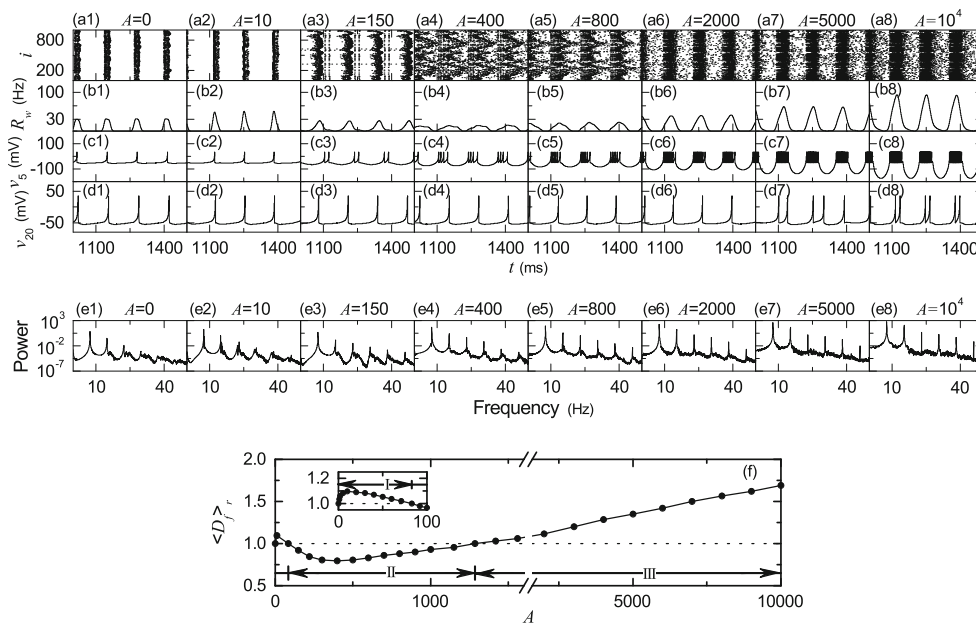 (a1) A=0 (a2) A=10 (a3) A=150 (a4) A=400 (a5) A=800 (a6) A=2000 (a7) A=5000 (a8) A=10⁴
800
200
i
(b1) (b2) (b3) (b4) (b5) (b6) (b7) (b8)
100
30
R_w (Hz)
(c1) (c2) (c3) (c4) (c5) (c6) (c7) (c8)
100
-100
v_5 (mV)
(d1) (d2) (d3) (d4) (d5) (d6) (d7) (d8)
50
-50
v_20 (mV)
1100 1400 1100 1400 1100 1400 1100 1400 1100 1400 1100 1400 1100 1400 1100 1400
t (ms)
(e1) A=0 (e2) A=10 (e3) A=150 (e4) A=400 (e5) A=800 (e6) A=2000 (e7) A=5000 (e8) A=10⁴
10³
10⁻²
10⁻⁷
Power
10 40 10 40 10 40 10 40 10 40 10 40 10 40 10 40
Frequency (Hz)
2.0
1.5
1.0
0.5
<D_f>_r
(f)
1.2
1.0
I
0 100
II III
0 1000 5000 10000
A